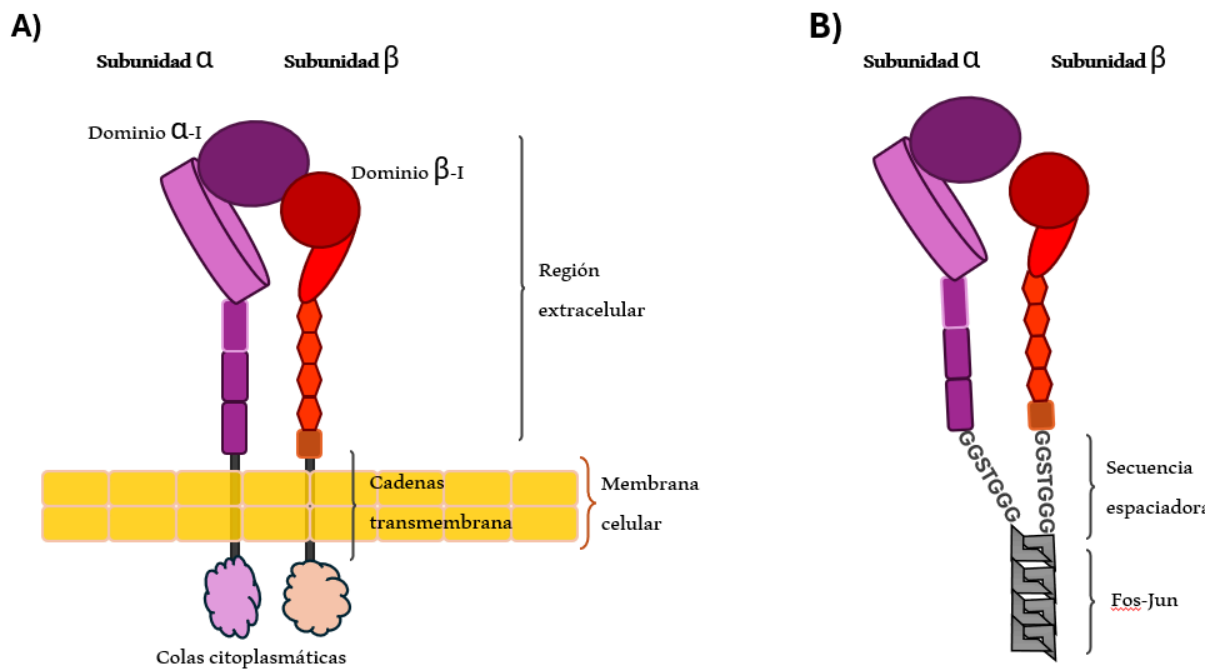 A)
Subunidad α
Subunidad β
Dominio α-I
Dominio β-I
Región
extracelular
Cadenas
transmembrana
Membrana
celular
Colas citoplasmáticas
B)
Subunidad α
Subunidad β
GGSTGGG
GGSTGGG
Secuencia
espaciadora
Fos-Jun